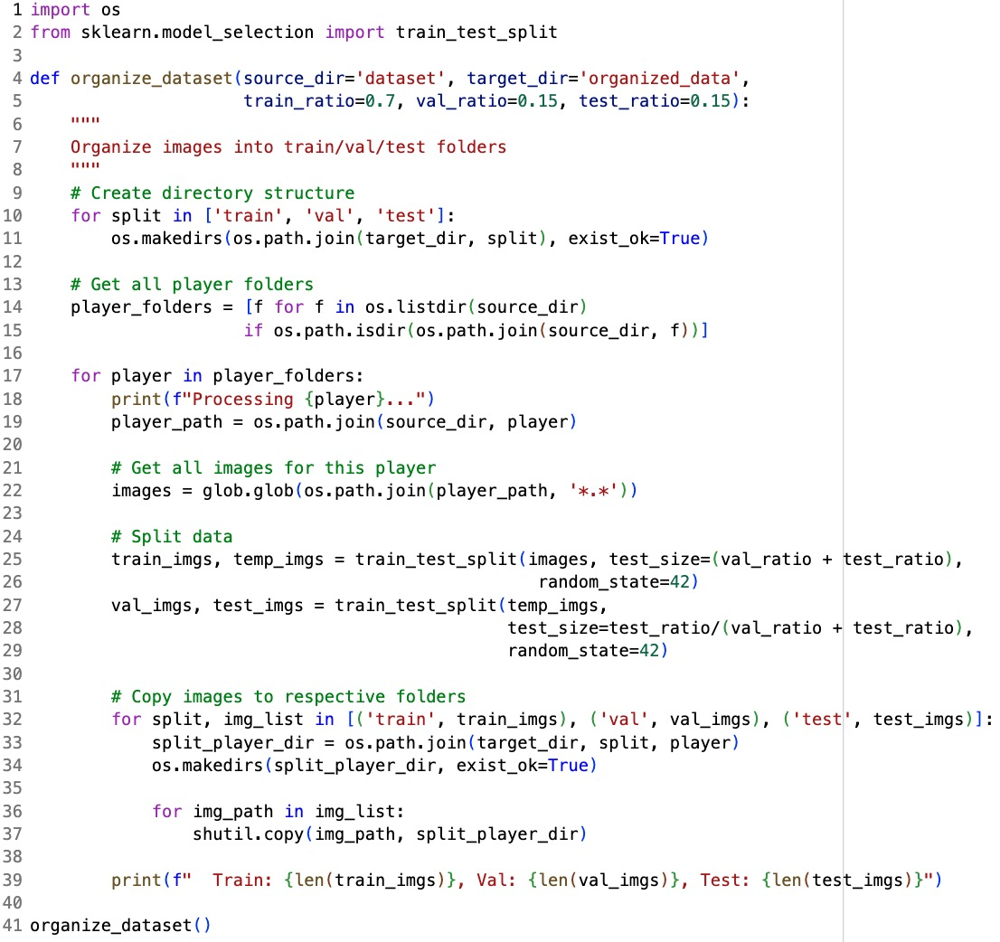 1 import os
2 from sklearn.model_selection import train_test_split
3
4 def organize_dataset(source_dir='dataset', target_dir='organized_data',
5                      train_ratio=0.7, val_ratio=0.15, test_ratio=0.15):
6     """
7     Organize images into train/val/test folders
8     """
9     # Create directory structure
10     for split in ['train', 'val', 'test']:
11         os.makedirs(os.path.join(target_dir, split), exist_ok=True)
12
13     # Get all player folders
14     player_folders = [f for f in os.listdir(source_dir)
15                      if os.path.isdir(os.path.join(source_dir, f))]
16
17     for player in player_folders:
18         print(f"Processing {player}...")
19         player_path = os.path.join(source_dir, player)
20
21         # Get all images for this player
22         images = glob.glob(os.path.join(player_path, '*.*'))
23
24         # Split data
25         train_imgs, temp_imgs = train_test_split(images, test_size=(val_ratio + test_ratio),
26                                                   random_state=42)
27         val_imgs, test_imgs = train_test_split(temp_imgs,
28                                                test_size=test_ratio/(val_ratio + test_ratio),
29                                                random_state=42)
30
31         # Copy images to respective folders
32         for split, img_list in [('train', train_imgs), ('val', val_imgs), ('test', test_imgs)]:
33             split_player_dir = os.path.join(target_dir, split, player)
34             os.makedirs(split_player_dir, exist_ok=True)
35
36             for img_path in img_list:
37                 shutil.copy(img_path, split_player_dir)
38
39         print(f"  Train: {len(train_imgs)}, Val: {len(val_imgs)}, Test: {len(test_imgs)}")
40
41 organize_dataset()